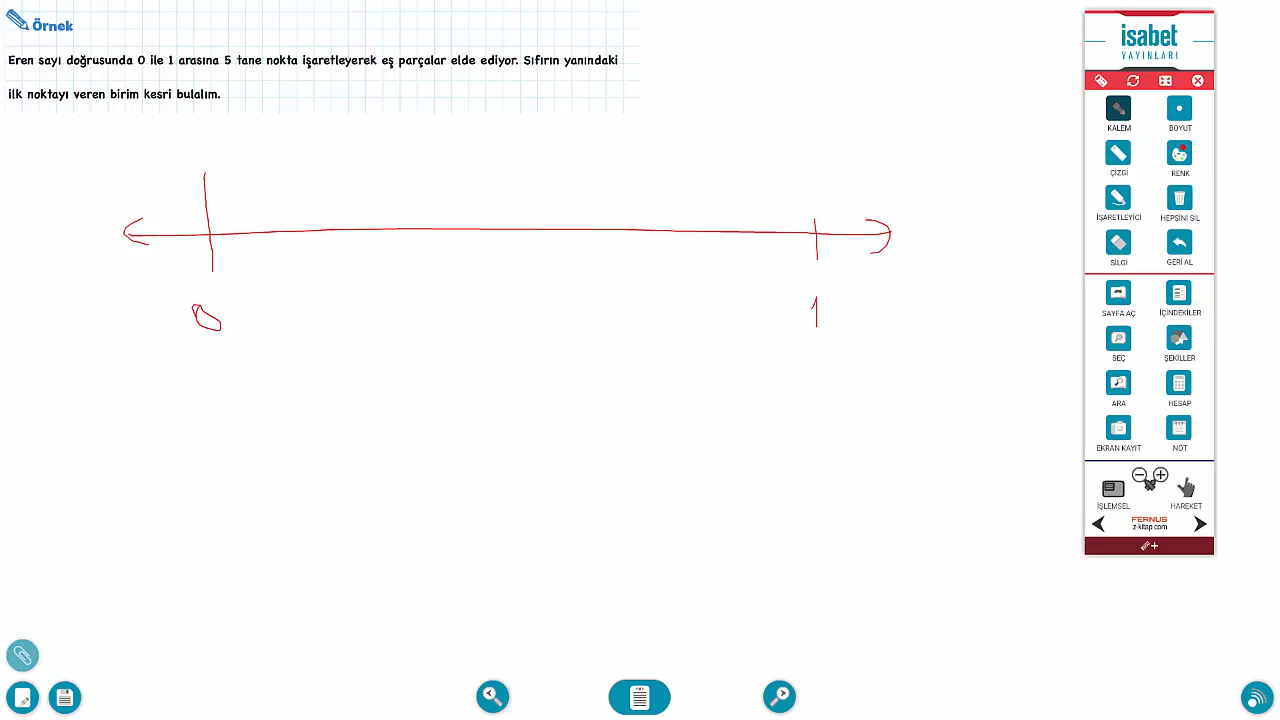 Örnek
Eren sayı doğrusunda 0 ile 1 arasına 5 tane nokta işaretleyerek eş parçalar elde ediyor. Sıfırın yanındaki
ilk noktayı veren birim kesri bulalım.
0 1
isabet
YAYINLARI
KALEM BOYUT
ÇİZGİ RENK
İŞARETLEYİCİ HEPSİNİ SİL
SİLGİ GERİ AL
SAYFA AÇ İÇİNDEKİLER
SEÇ ŞEKİLLER
ARA HESAP
EKRAN KAYIT NOT
İŞLEMSEL HAREKET
FERNUS
z-kitap.com